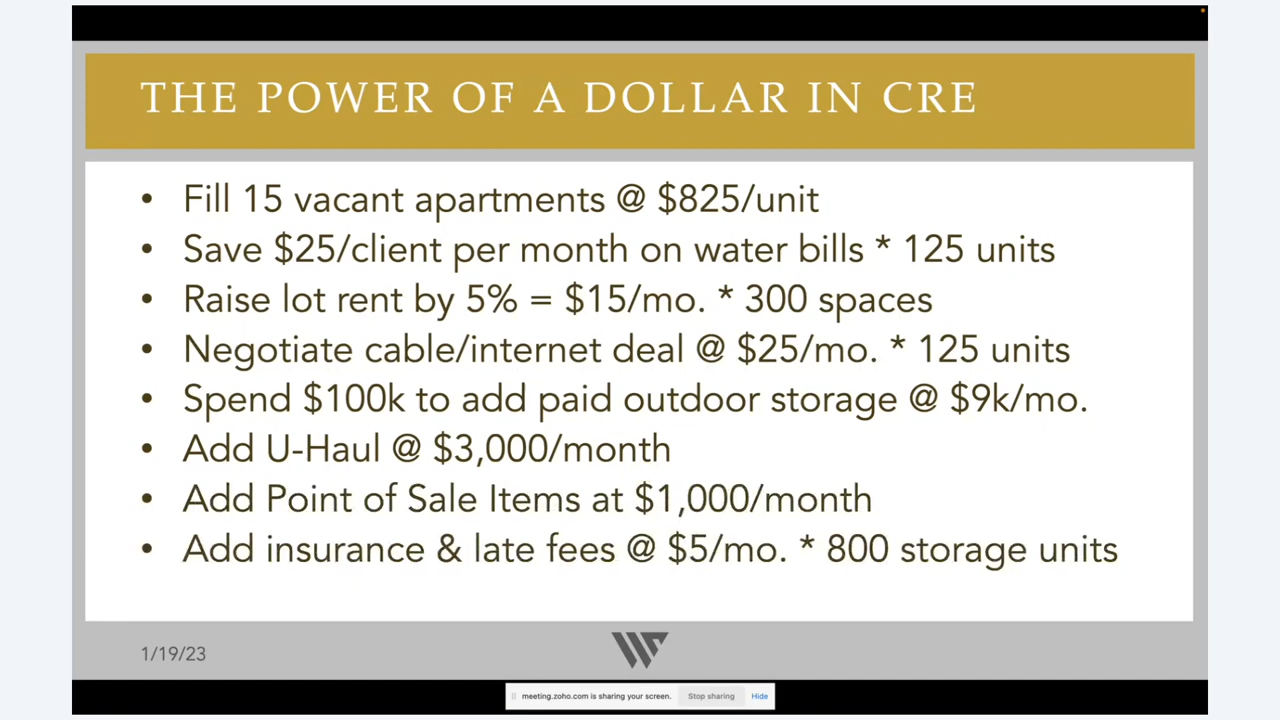 THE POWER OF A DOLLAR IN CRE
• Fill 15 vacant apartments @ $825/unit
• Save $25/client per month on water bills * 125 units
• Raise lot rent by 5% = $15/mo. * 300 spaces
• Negotiate cable/internet deal @ $25/mo. * 125 units
• Spend $100k to add paid outdoor storage @ $9k/mo.
• Add U-Haul @ $3,000/month
• Add Point of Sale Items at $1,000/month
• Add insurance & late fees @ $5/mo. * 800 storage units
1/19/23
meeting.zoho.com is sharing your screen. Stop sharing Hide